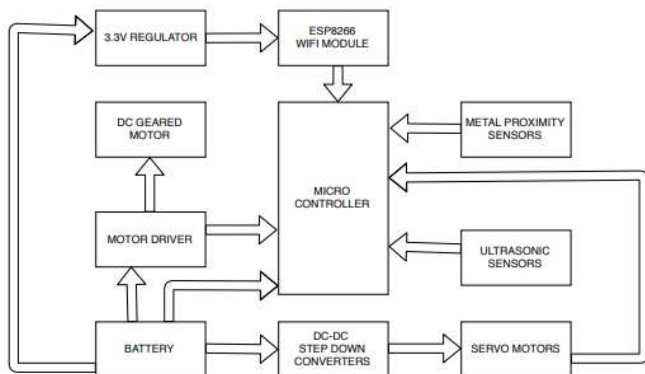 3.3V REGULATOR
ESP8266
WIFI MODULE
DC GEARED
MOTOR
METAL PROXIMITY
SENSORS
MICRO
CONTROLLER
MOTOR DRIVER
ULTRASONIC
SENSORS
BATTERY
DC-DC
STEP DOWN
CONVERTERS
SERVO MOTORS